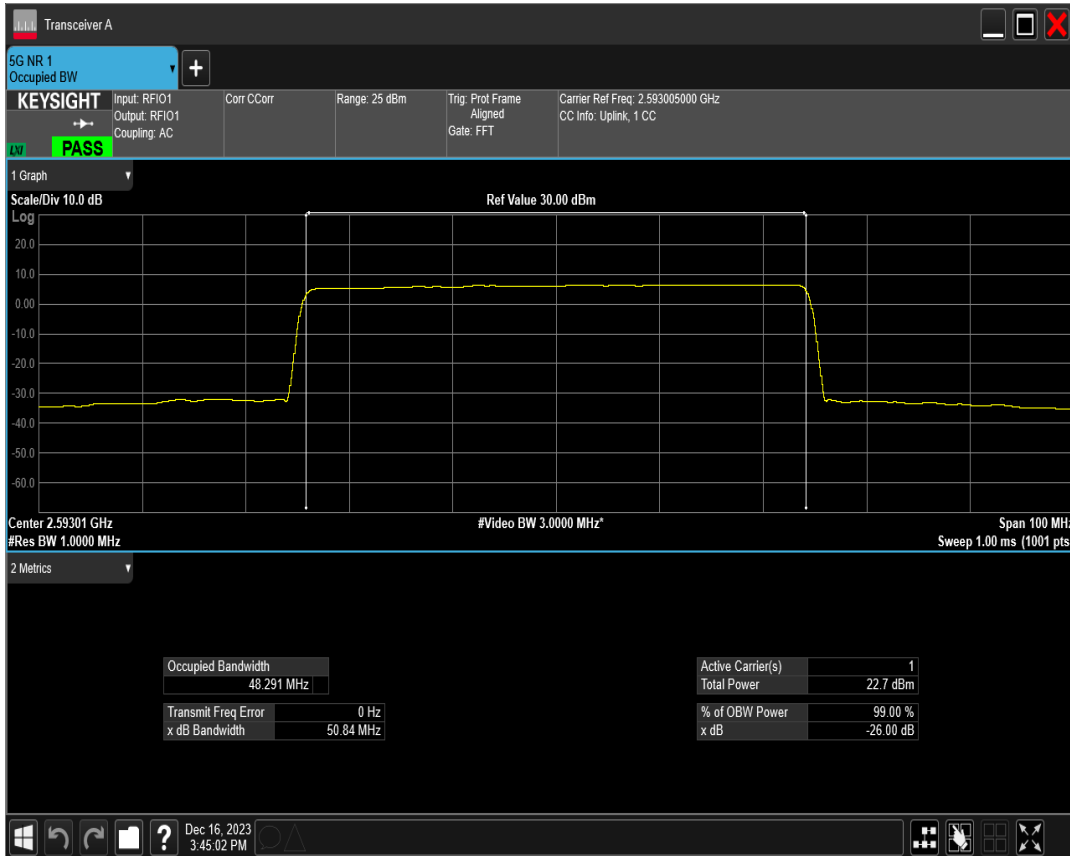 Transceiver A
5G NR 1
Occupied BW
KEYSIGHT
LXI
PASS
Input: RFIO1
Output: RFIO1
Coupling: AC
Corr CCorr
Range: 25 dBm
Trig: Prot Frame
Aligned
Gate: FFT
Carrier Ref Freq: 2.593005000 GHz
CC Info: Uplink, 1 CC
1 Graph
Scale/Div 10.0 dB
Ref Value 30.00 dBm
Log
20.0
10.0
0.00
-10.0
-20.0
-30.0
-40.0
-50.0
-60.0
Center 2.59301 GHz
#Video BW 3.0000 MHz*
Span 100 MHz
#Res BW 1.0000 MHz
Sweep 1.00 ms (1001 pts
2 Metrics
Occupied Bandwidth
48.291 MHz
Transmit Freq Error 0 Hz
x dB Bandwidth 50.84 MHz
Active Carrier(s) 1
Total Power 22.7 dBm
% of OBW Power 99.00 %
x dB -26.00 dB
?
Dec 16, 2023
3:45:02 PM